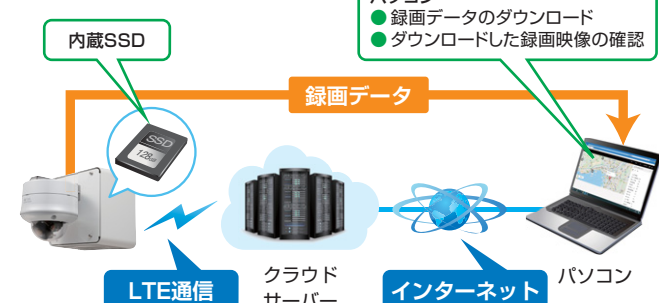 パソコン
● 録画データのダウンロード
● ダウンロードした録画映像の確認
内蔵SSD
録画データ
SSD
128GB
LTE通信
クラウド
サーバー
インターネット
パソコン